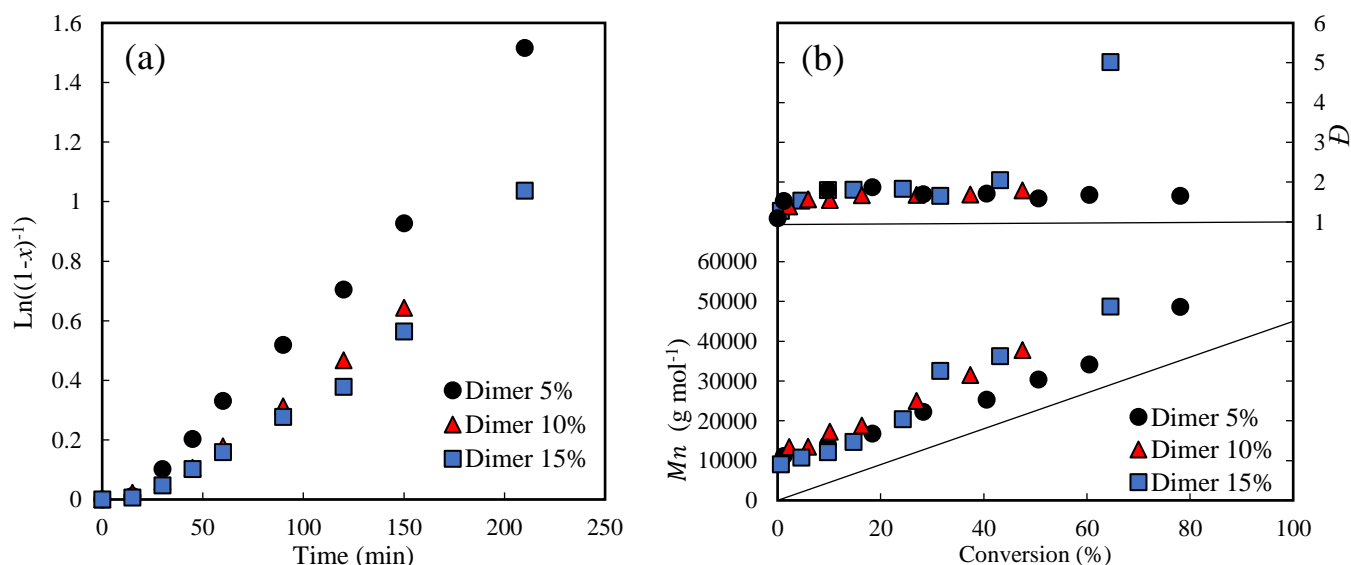 (a)
Ln((1-x)-1)
1.6
1.4
1.2
1
0.8
0.6
0.4
0.2
0
0 50 100 150 200 250
Time (min)
Dimer 5%
Dimer 10%
Dimer 15%
(b)
6
5
4
3
2
1
Đ
60000
50000
40000
30000
20000
10000
0
Mn (g mol-1)
Dimer 5%
Dimer 10%
Dimer 15%
0 20 40 60 80 100
Conversion (%)